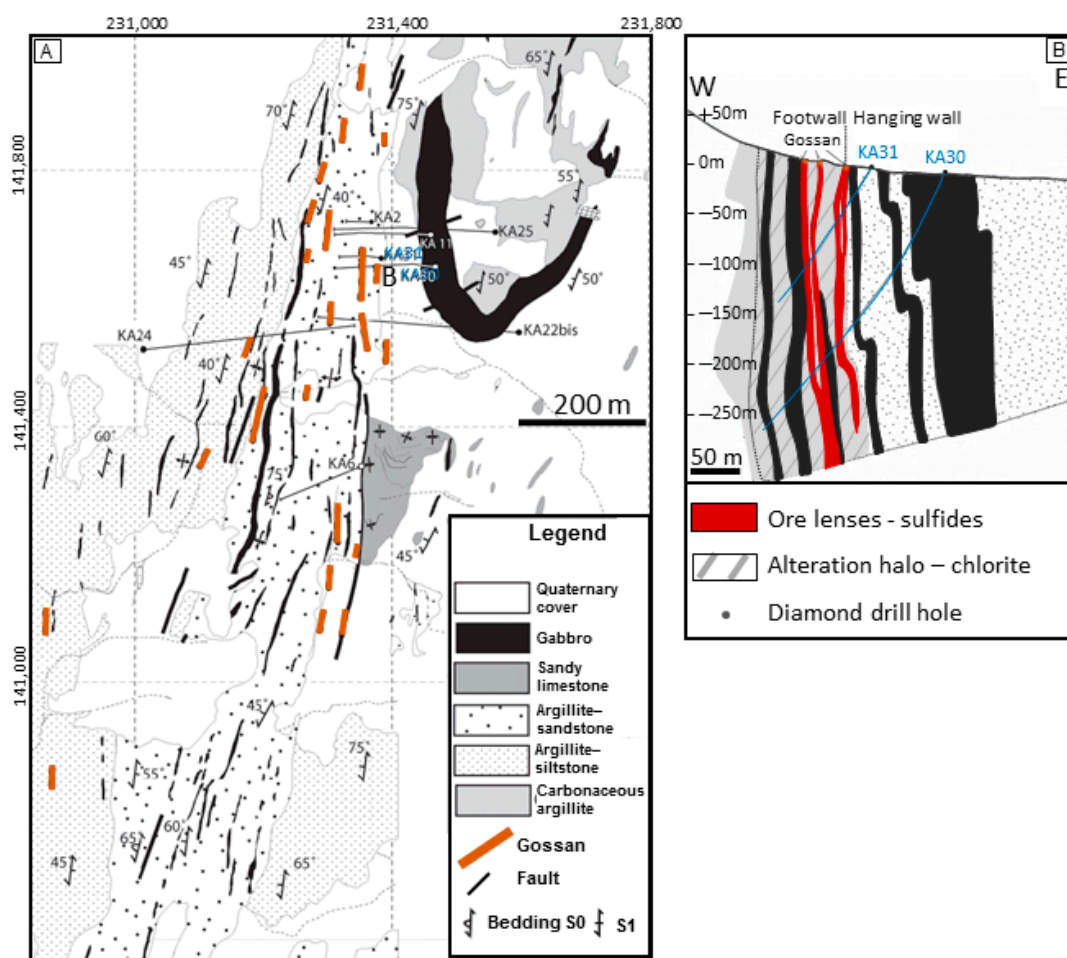 231,000
231,400
231,800
A
65°
75°
70°
141,800
55
40°
KA2
KA25
KA 11
KA31
45°
B
KA30
50°
50°
KA24
KA22bis
40°
200 m
141,400
60°
KA6
75°
45°
141,000
45°
75°
55°
60°
65°
45°
65°
Legend
Quaternary
cover
Gabbro
Sandy
limestone
Argillite–
sandstone
Argillite–
siltstone
Carbonaceous
argillite
Gossan
Fault
Bedding S0
S1
B
W
E
+50m
Footwall
Hanging wall
Gossan
KA31
KA30
0m
–50m
–100m
–150m
–200m
–250m
50 m
Ore lenses - sulfides
Alteration halo – chlorite
Diamond drill hole